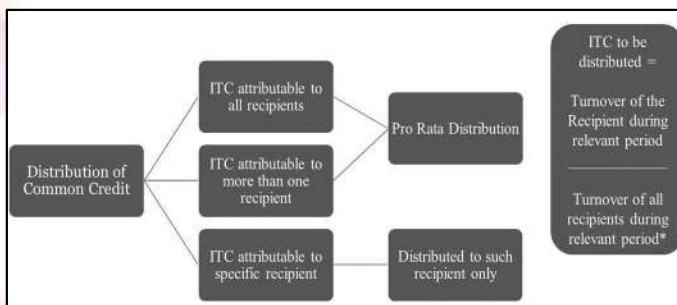 Distribution of
Common Credit
ITC attributable to
all recipients
ITC attributable to
more than one
recipient
ITC attributable to
specific recipient
Pro Rata Distribution
Distributed to such
recipient only
ITC to be
distributed =
Turnover of the
Recipient during
relevant period
Turnover of all
recipients during
relevant period*